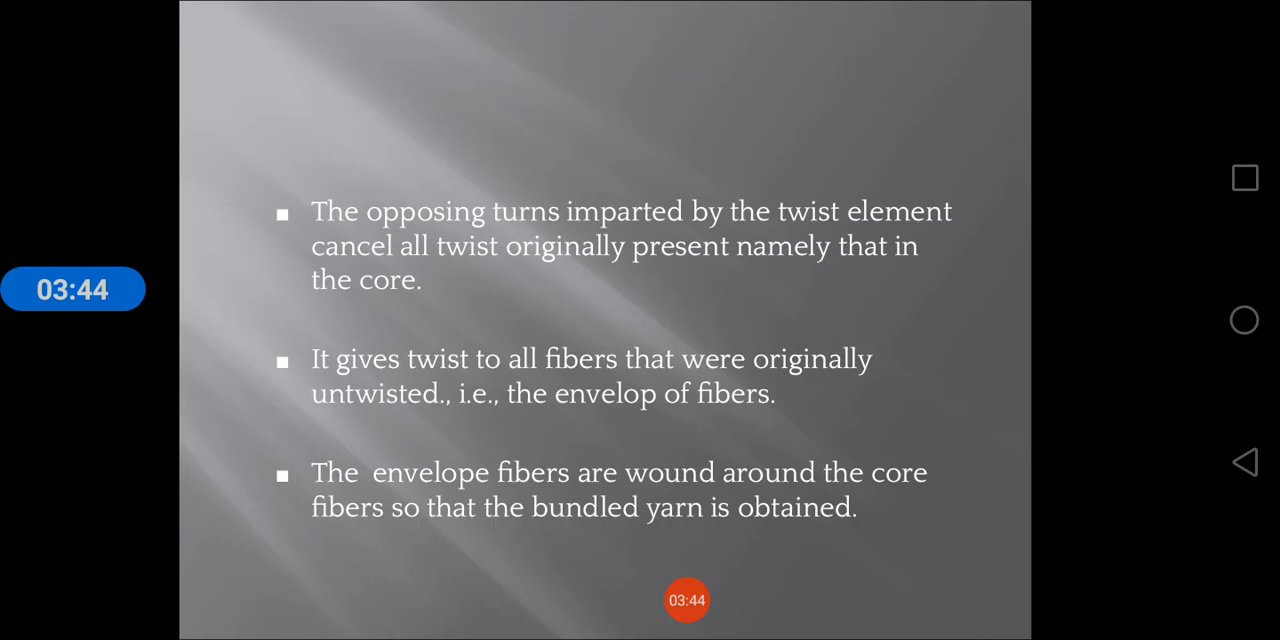 The opposing turns imparted by the twist element
cancel all twist originally present namely that in
the core.
03:44
It gives twist to all fibers that were originally
untwisted., i.e., the envelop of fibers.
The envelope fibers are wound around the core
fibers so that the bundled yarn is obtained.
03:44